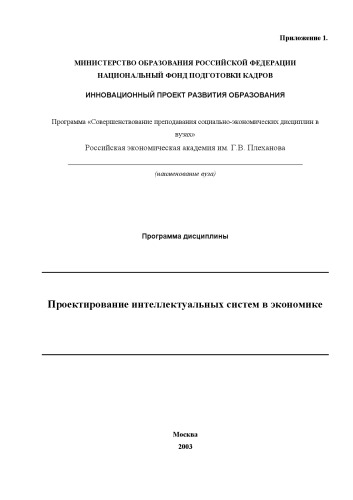 Приложение 1.
МИНИСТЕРСТВО ОБРАЗОВАНИЯ РОССИЙСКОЙ ФЕДЕРАЦИИ
НАЦИОНАЛЬНЫЙ ФОНД ПОДГОТОВКИ КАДРОВ
ИННОВАЦИОННЫЙ ПРОЕКТ РАЗВИТИЯ ОБРАЗОВАНИЯ
Программа «Совершенствование преподавания социально-экономических дисциплин в
вузах»
Российская экономическая академия им. Г.В. Плеханова
(наименование вуза)
Программа дисциплины
Проектирование интеллектуальных систем в экономике
Москва
2003